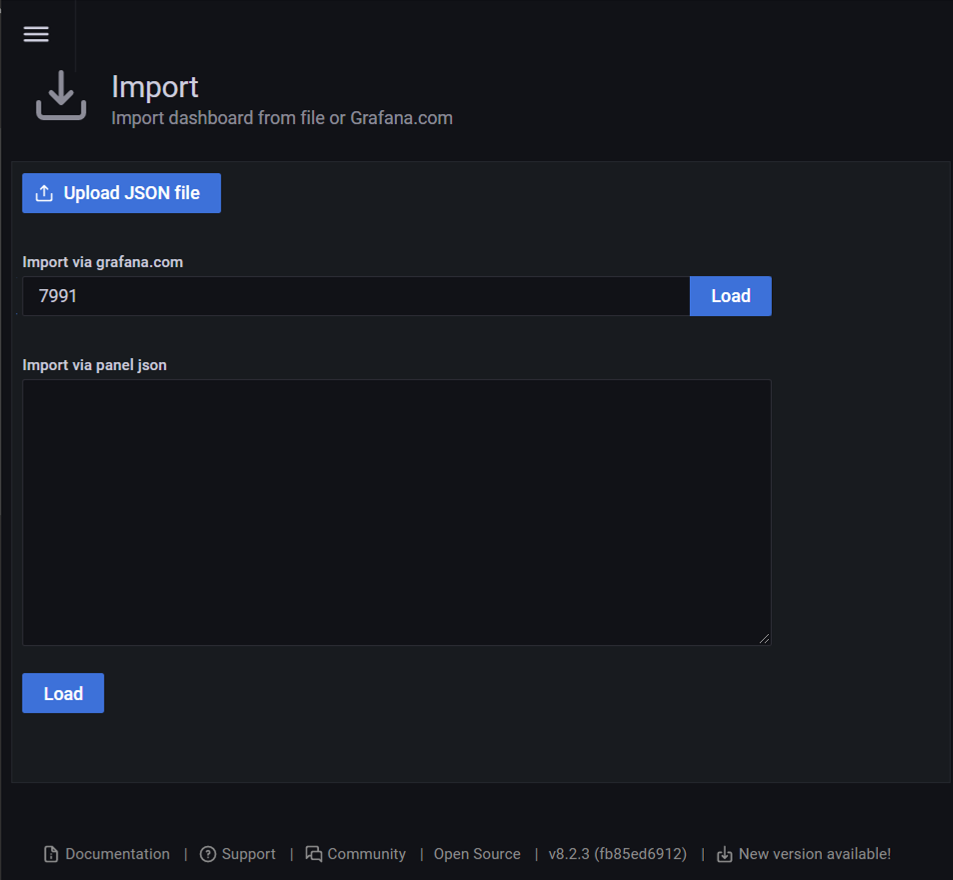 Import
Import dashboard from file or Grafana.com
Upload JSON file
Import via grafana.com
7991
Load
Import via panel json
Load
Documentation | Support | Community | Open Source | v8.2.3 (fb85ed6912) | New version available!